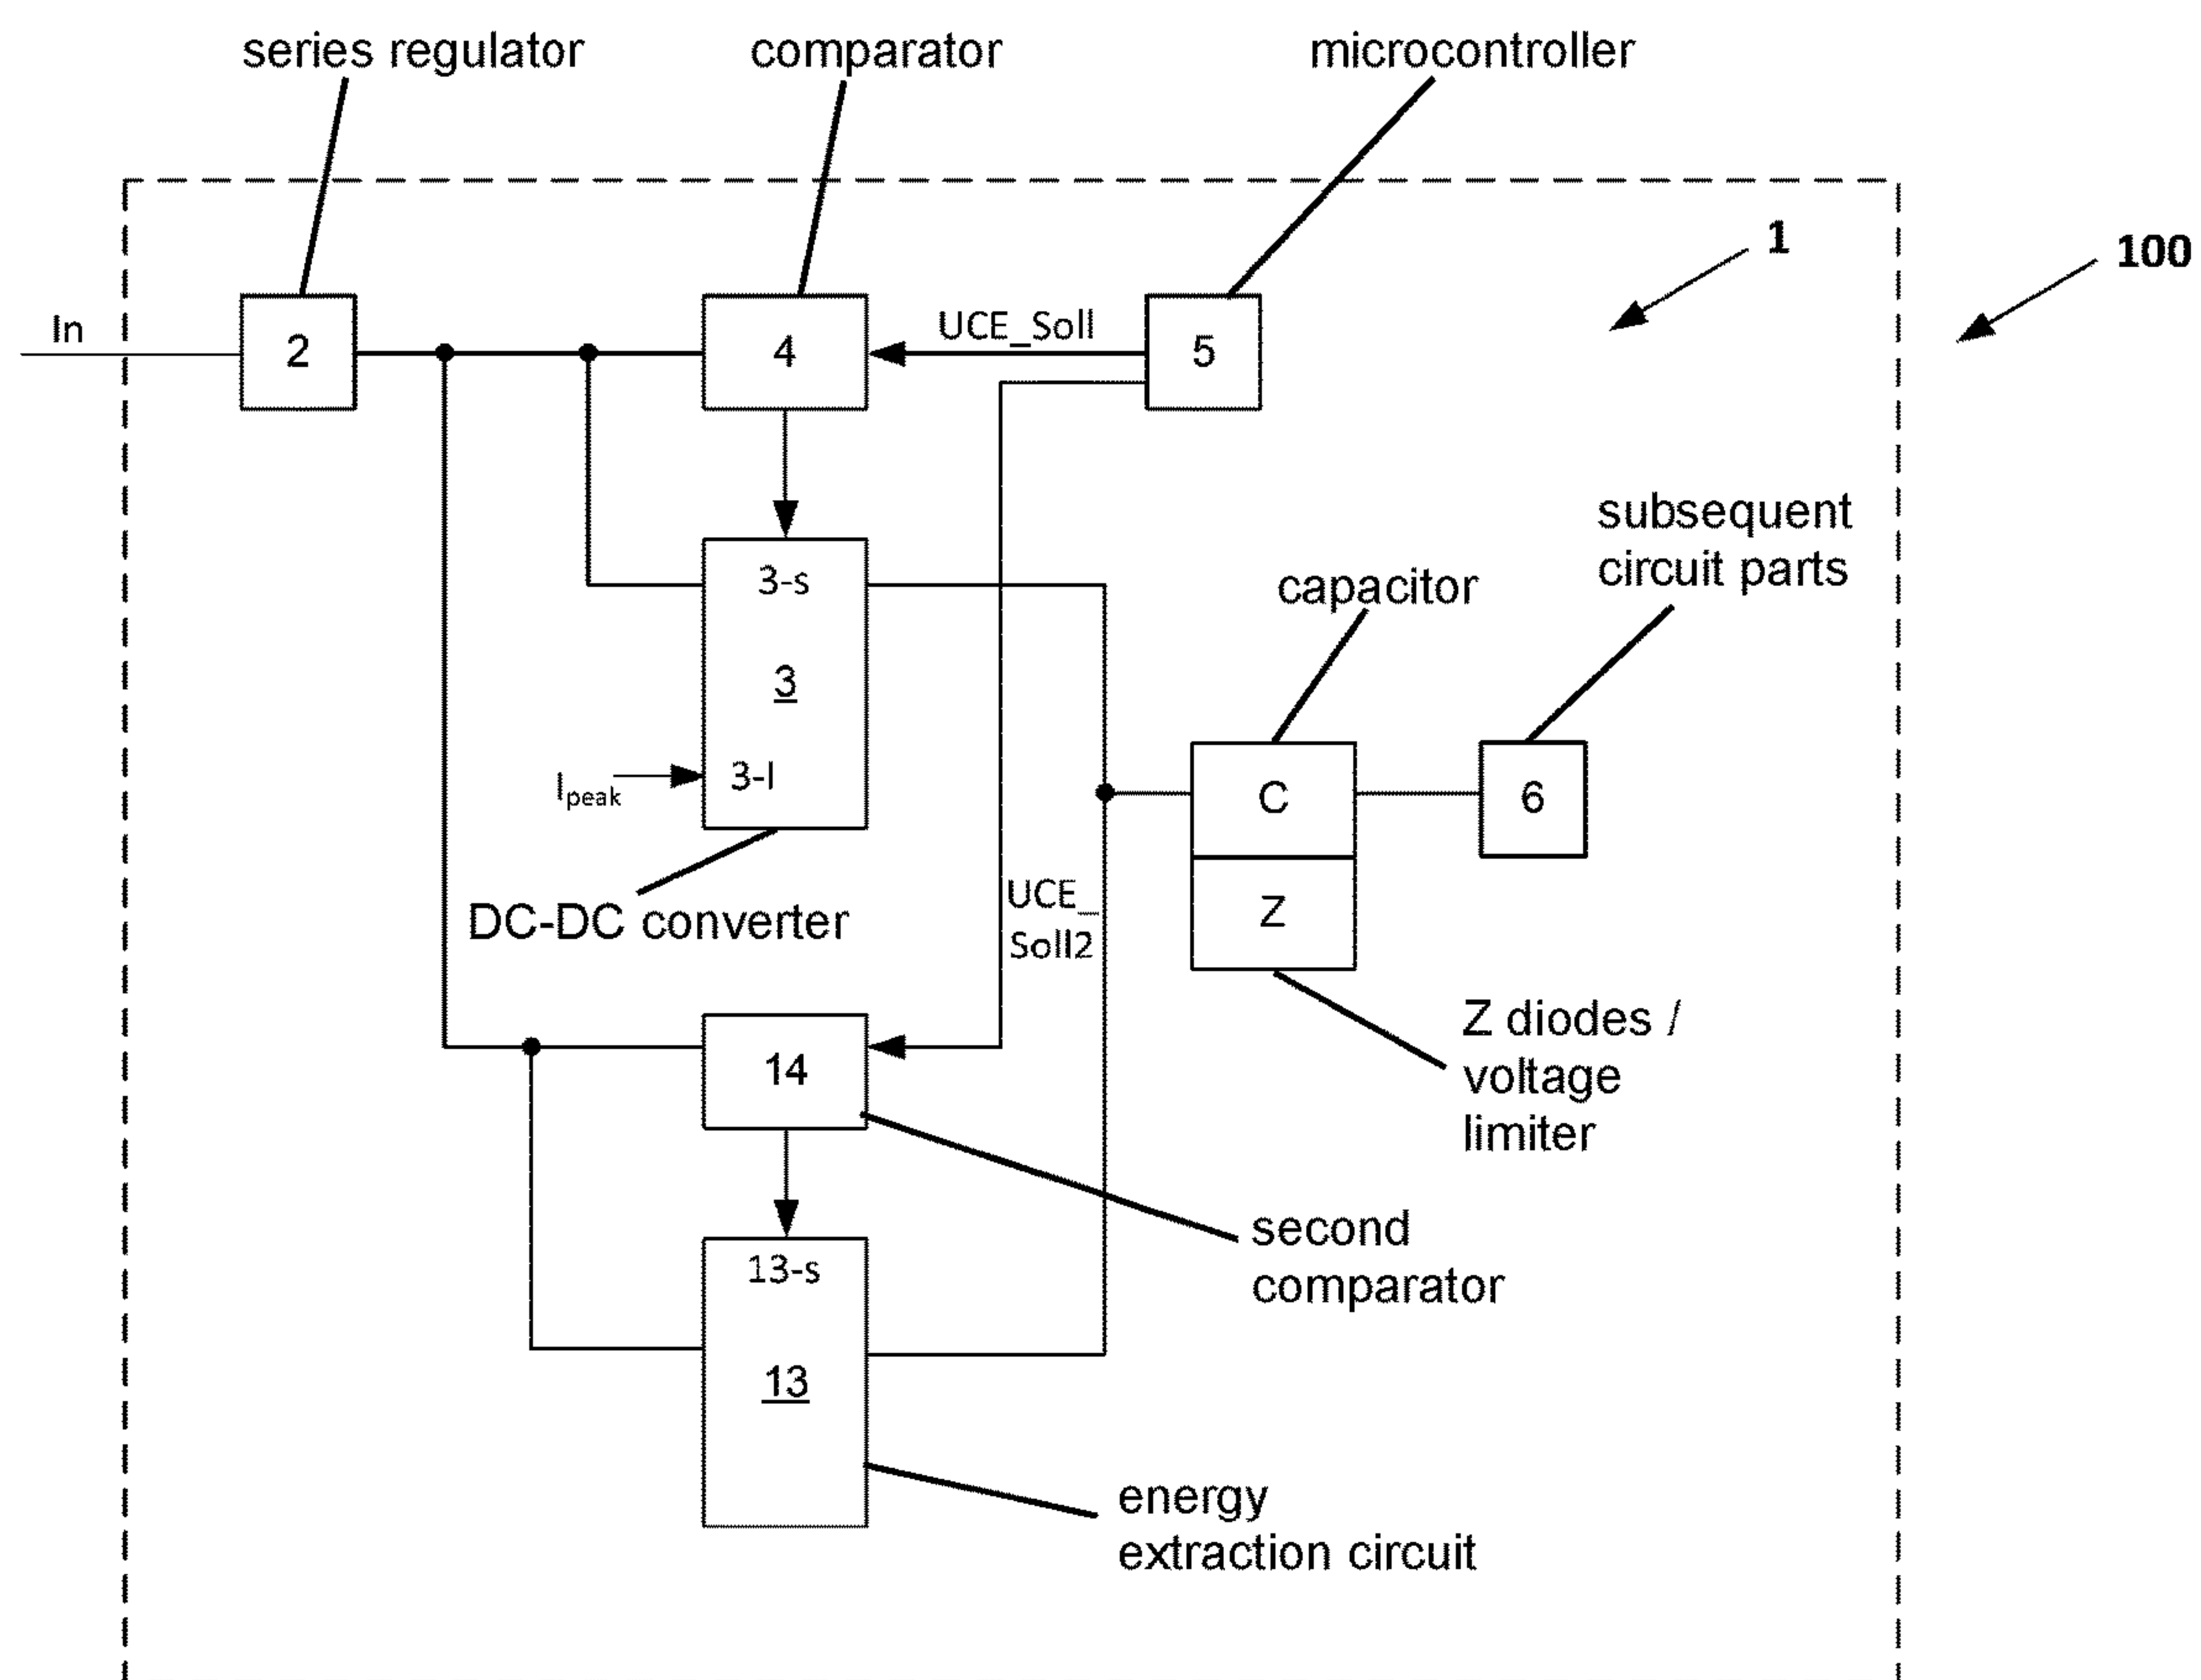 series regulator
comparator
microcontroller
1
100
In
2
4
UCE_Soll
5
subsequent
circuit parts
3-s
capacitor
3
Ipeak
3-I
C
6
DC-DC converter
UCE_
Soll2
Z
14
Z diodes /
voltage
limiter
second
comparator
13-s
13
energy
extraction circuit